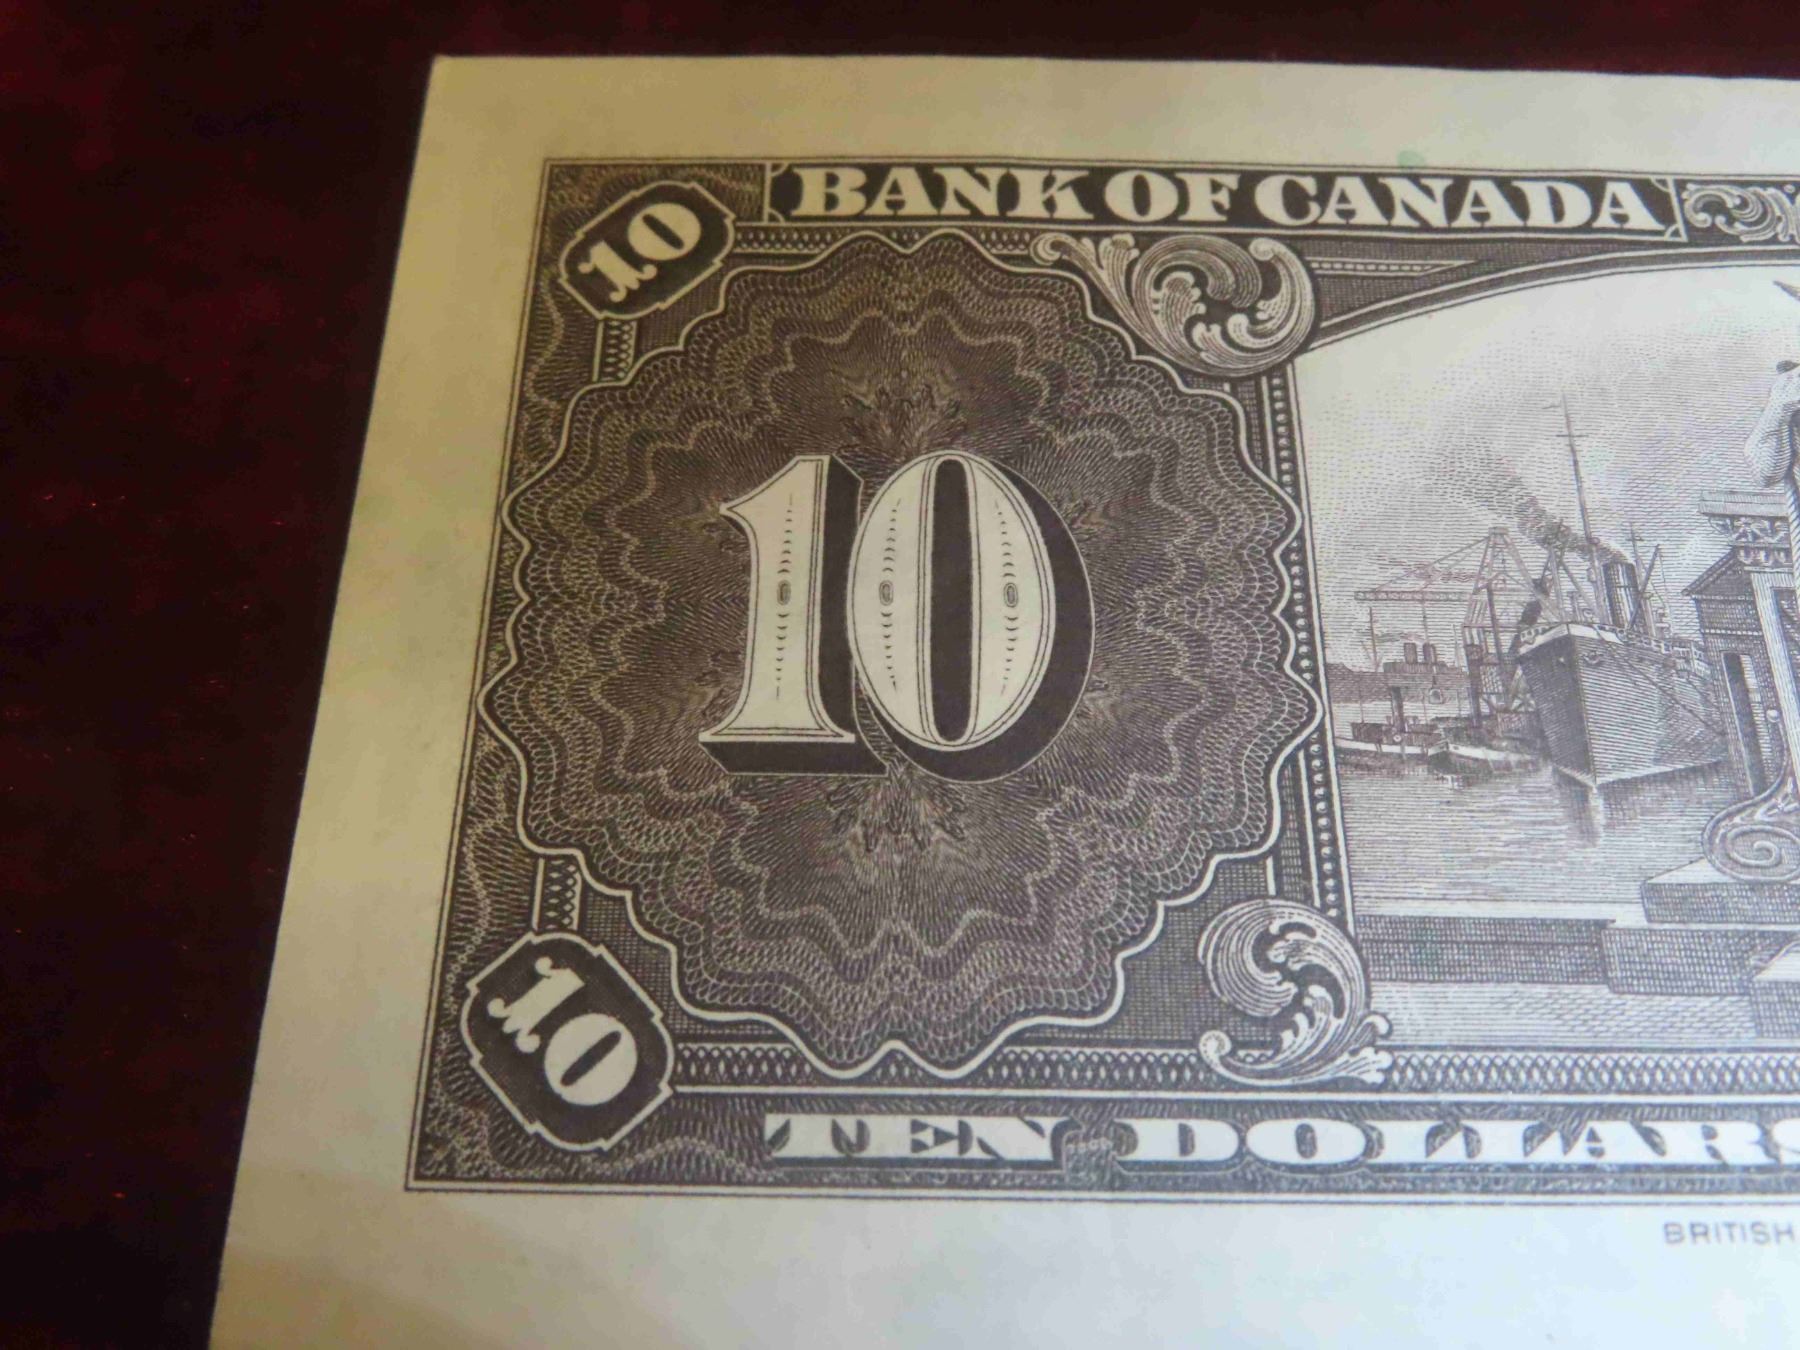 BANK OF CANADA
10
10
10
TEN DOLLARS
BRITISH